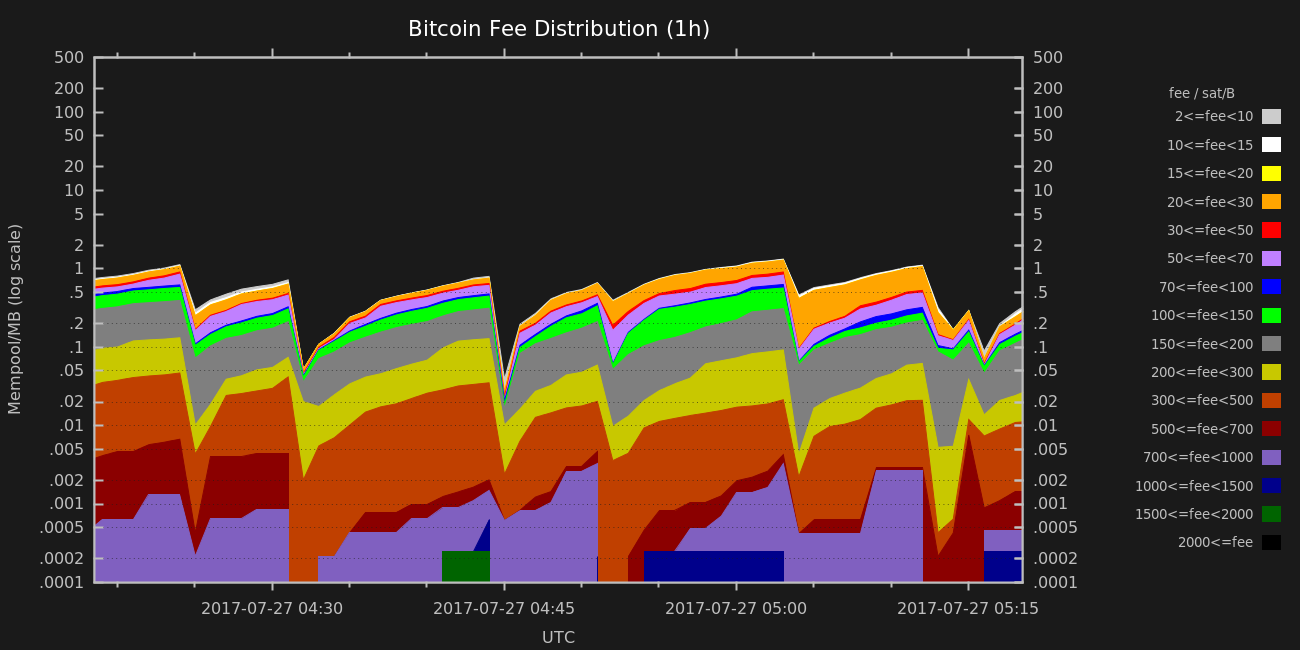 Bitcoin Fee Distribution (1h)
500 500
200 200
100 100
50 50
20 20
10 10
5 5
2 2
1 1
.5 .5
.2 .2
.1 .1
.05 .05
.02 .02
.01 .01
.005 .005
.002 .002
.001 .001
.0005 .0005
.0002 .0002
.0001 .0001
Mempool/MB (log scale)
2017-07-27 04:30 2017-07-27 04:45 2017-07-27 05:00 2017-07-27 05:15
UTC
fee / sat/B
2<=fee<10
10<=fee<15
15<=fee<20
20<=fee<30
30<=fee<50
50<=fee<70
70<=fee<100
100<=fee<150
150<=fee<200
200<=fee<300
300<=fee<500
500<=fee<700
700<=fee<1000
1000<=fee<1500
1500<=fee<2000
2000<=fee